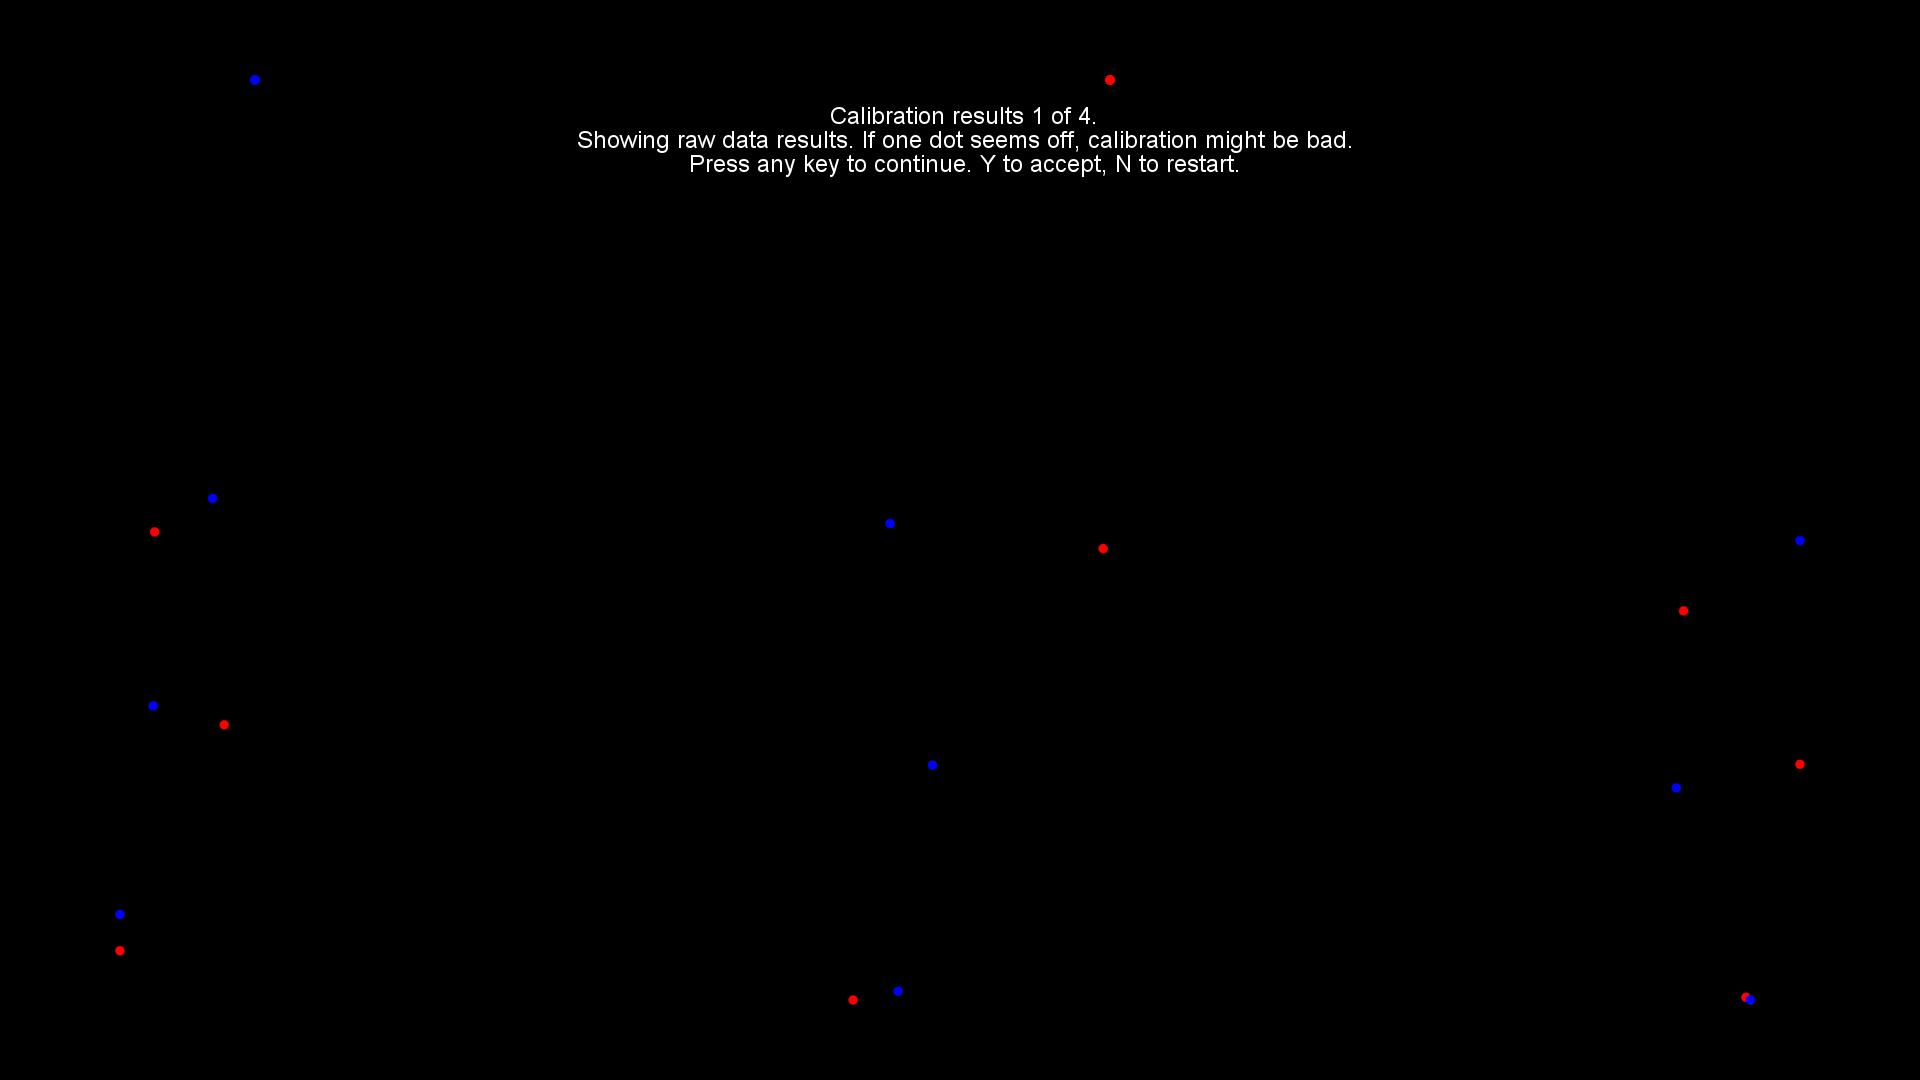 Calibration results 1 of 4.
Showing raw data results. If one dot seems off, calibration might be bad.
Press any key to continue. Y to accept, N to restart.